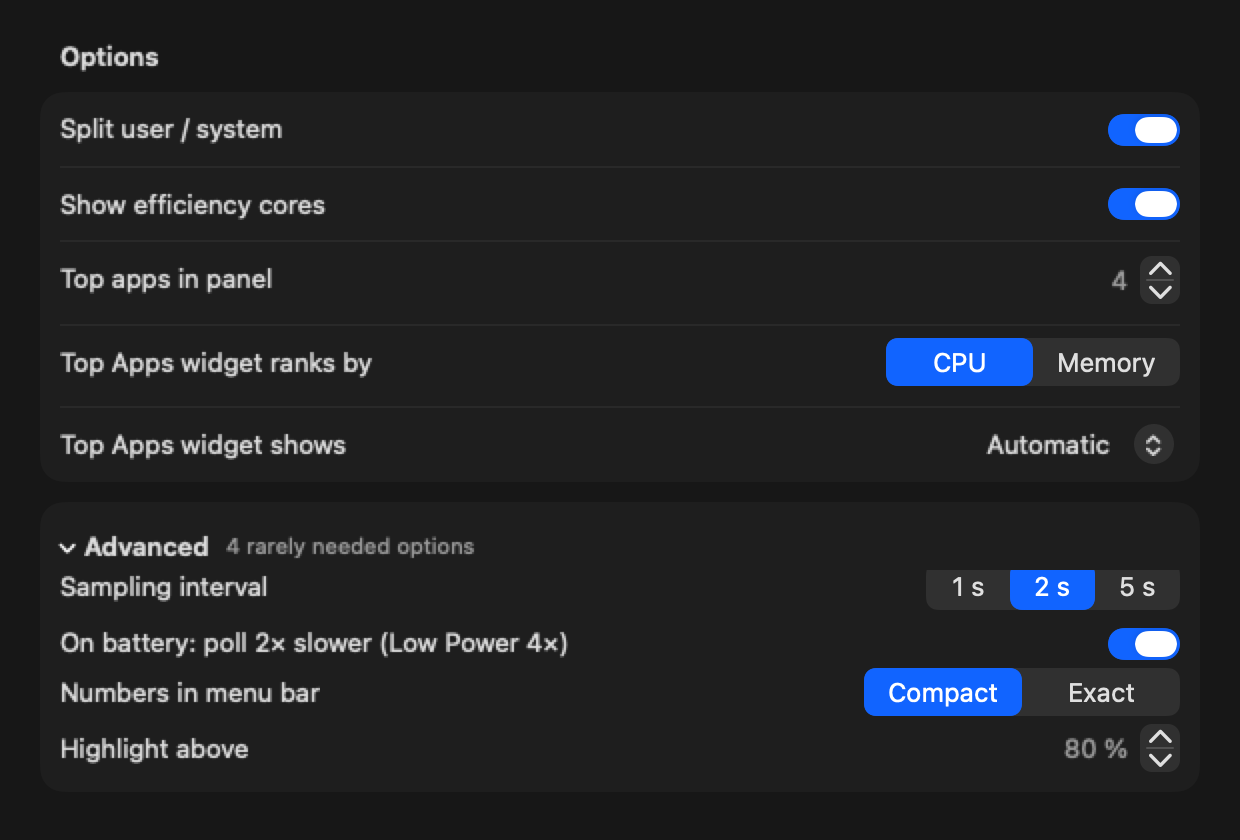 Options
Split user / system
Show efficiency cores
Top apps in panel 4
Top Apps widget ranks by CPU Memory
Top Apps widget shows Automatic
Advanced 4 rarely needed options
Sampling interval 1 s 2 s 5 s
On battery: poll 2× slower (Low Power 4×)
Numbers in menu bar Compact Exact
Highlight above 80 %